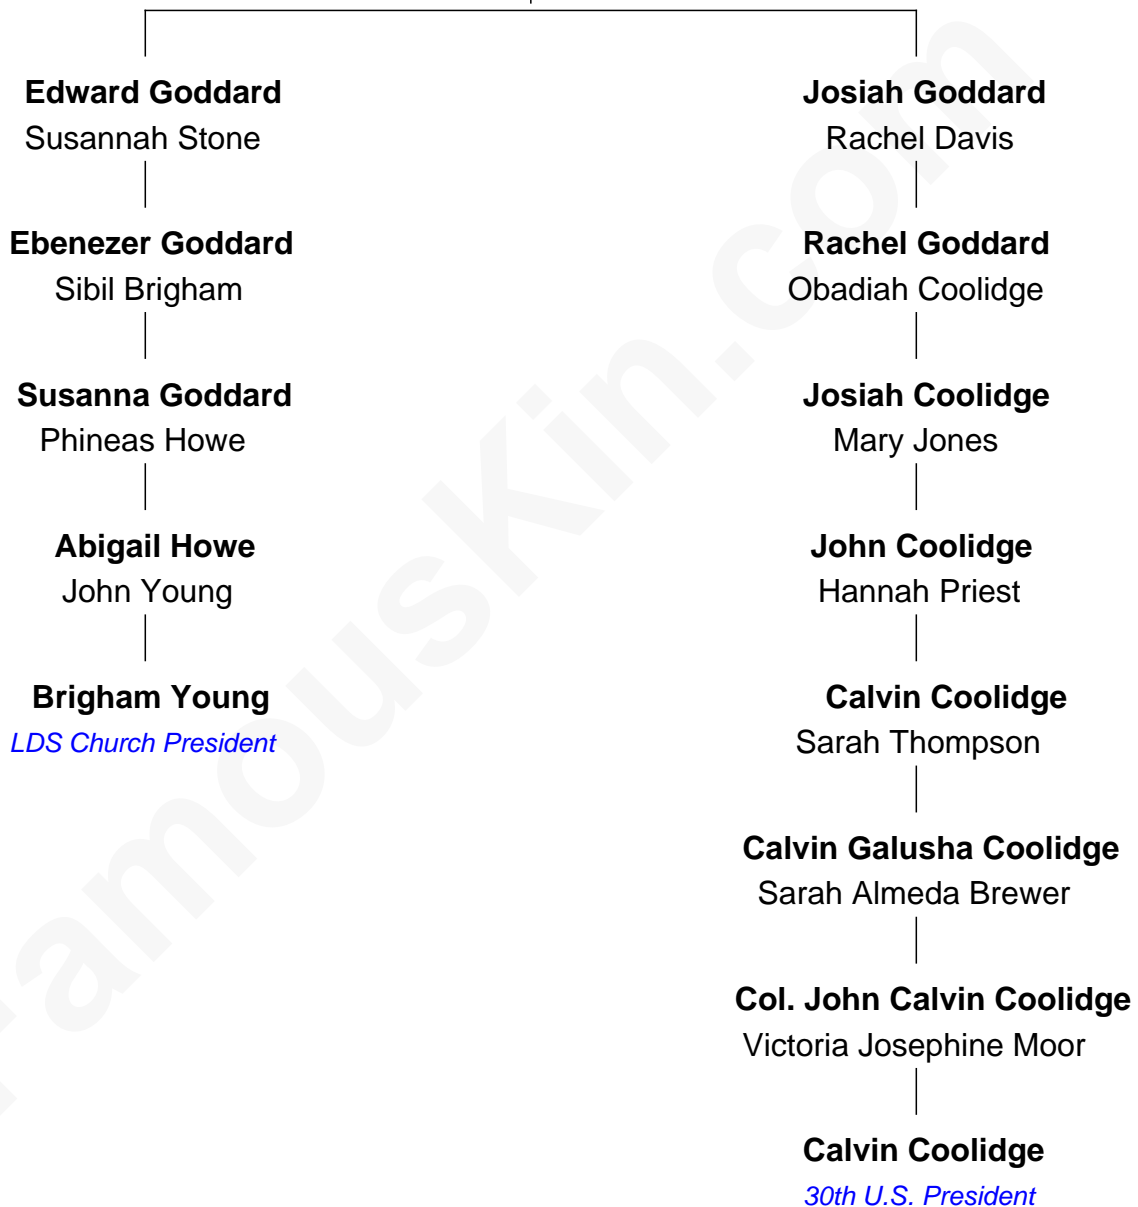 Edward Goddard
Susannah Stone
Ebenezer Goddard
Sibil Brigham
Susanna Goddard
Phineas Howe
Abigail Howe
John Young
Brigham Young
LDS Church President
Josiah Goddard
Rachel Davis
Rachel Goddard
Obadiah Coolidge
Josiah Coolidge
Mary Jones
John Coolidge
Hannah Priest
Calvin Coolidge
Sarah Thompson
Calvin Galusha Coolidge
Sarah Almeda Brewer
Col. John Calvin Coolidge
Victoria Josephine Moor
Calvin Coolidge
30th U.S. President
FamousKin.com